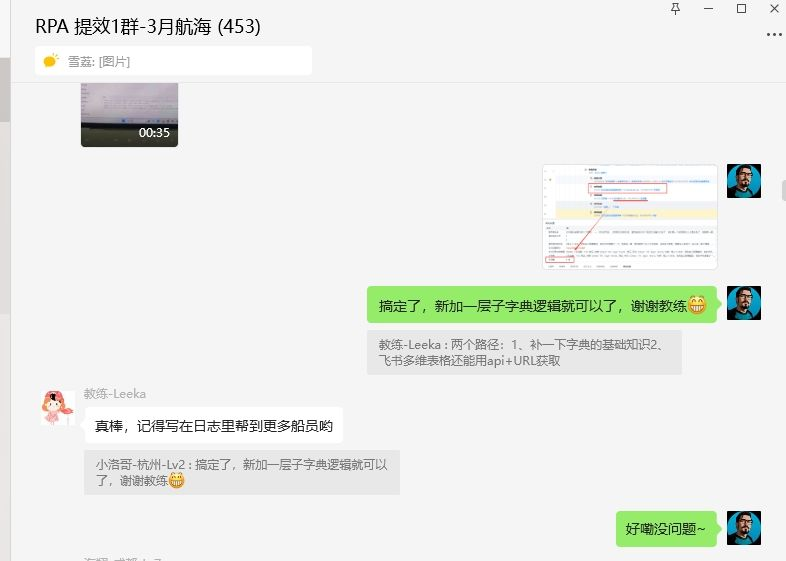 RPA 提效1群-3月航海 (453)
雪荔: [图片]
00:35
搞定了，新加一层子字典逻辑就可以了，谢谢教练😁
教练-Leeka : 两个路径：1、补一下字典的基础知识2、
飞书多维表格还能用api+URL获取
教练-Leeka
真棒，记得写在日志里帮到更多船员哟
小洛哥-杭州-Lv2 : 搞定了，新加一层子字典逻辑就可以
了，谢谢教练😁
好嘞没问题~